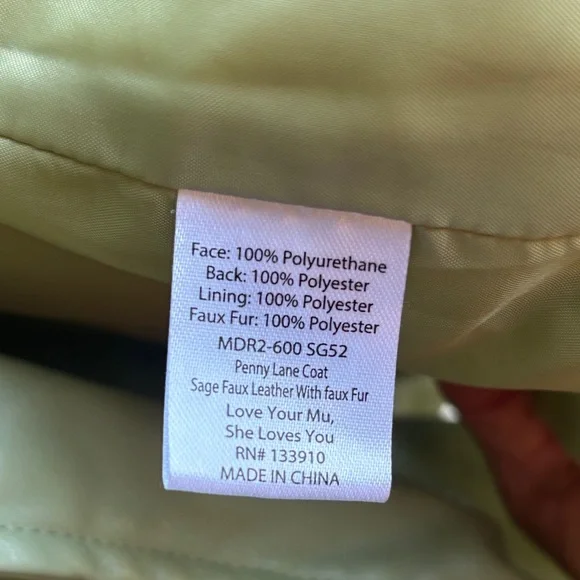 Face: 100% Polyurethane
Back: 100% Polyester
Lining: 100% Polyester
Faux Fur: 100% Polyester
MDR2-600 SG52
Penny Lane Coat
Sage Faux Leather With faux Fur
Love Your Mu,
She Loves You
RN# 133910
MADE IN CHINA